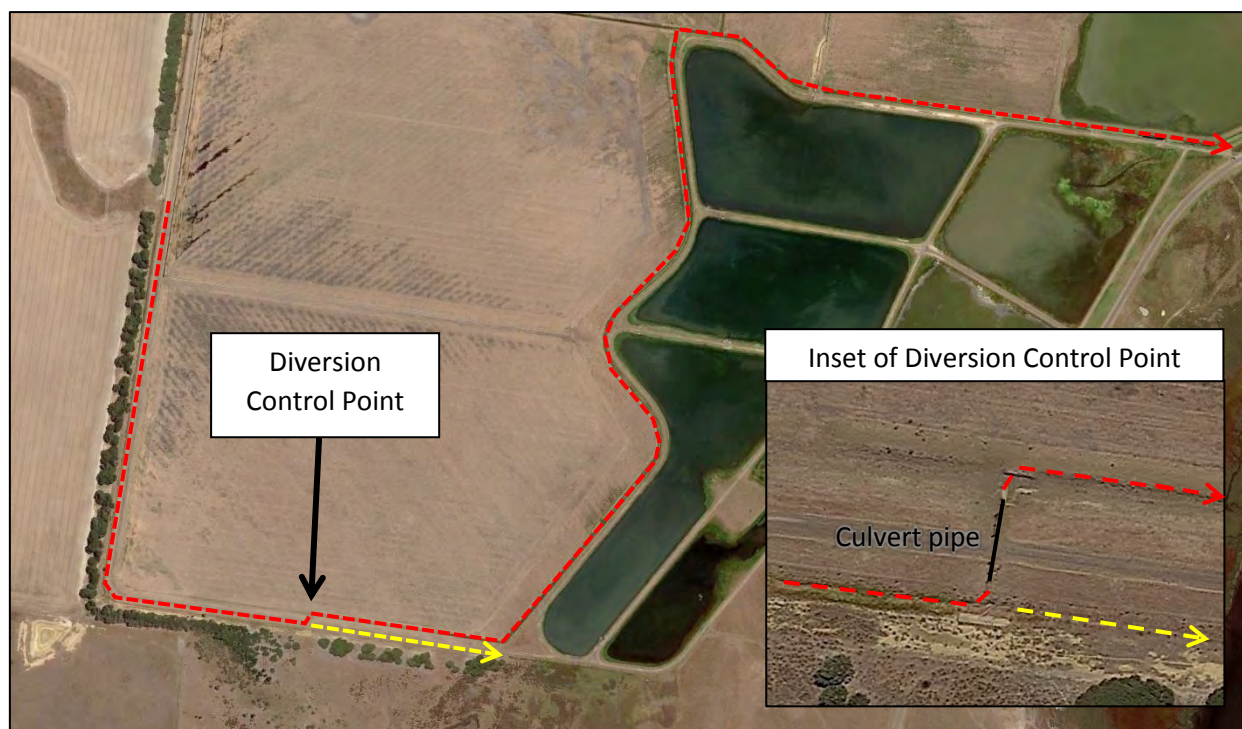 Diversion
Control Point
Inset of Diversion Control Point
Culvert pipe